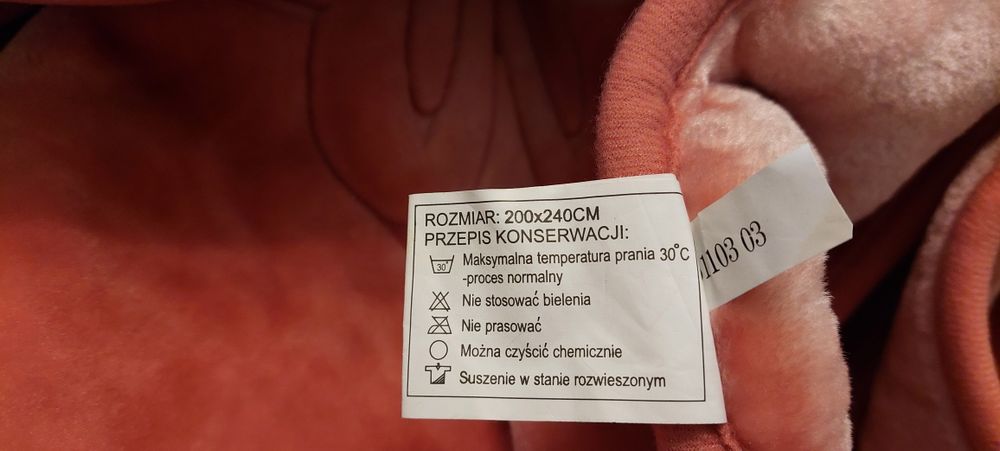 ROZMIAR: 200x240CM
PRZEPIS KONSERWACJI:
30° Maksymalna temperatura prania 30°C
-proces normalny
Nie stosować bielenia
Nie prasować
Można czyścić chemicznie
Suszenie w stanie rozwieszonym
1103 03